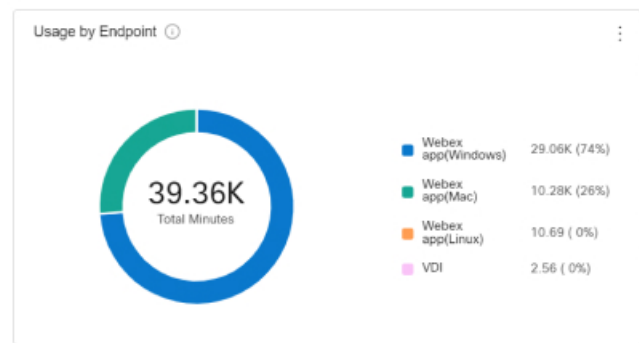 Usage by Endpoint
39.36K
Total Minutes
Webex
app(Windows)
29.06K (74%)
Webex
app(Mac)
10.28K (26%)
Webex
app(Linux)
10.69 ( 0%)
VDI
2.56 ( 0%)